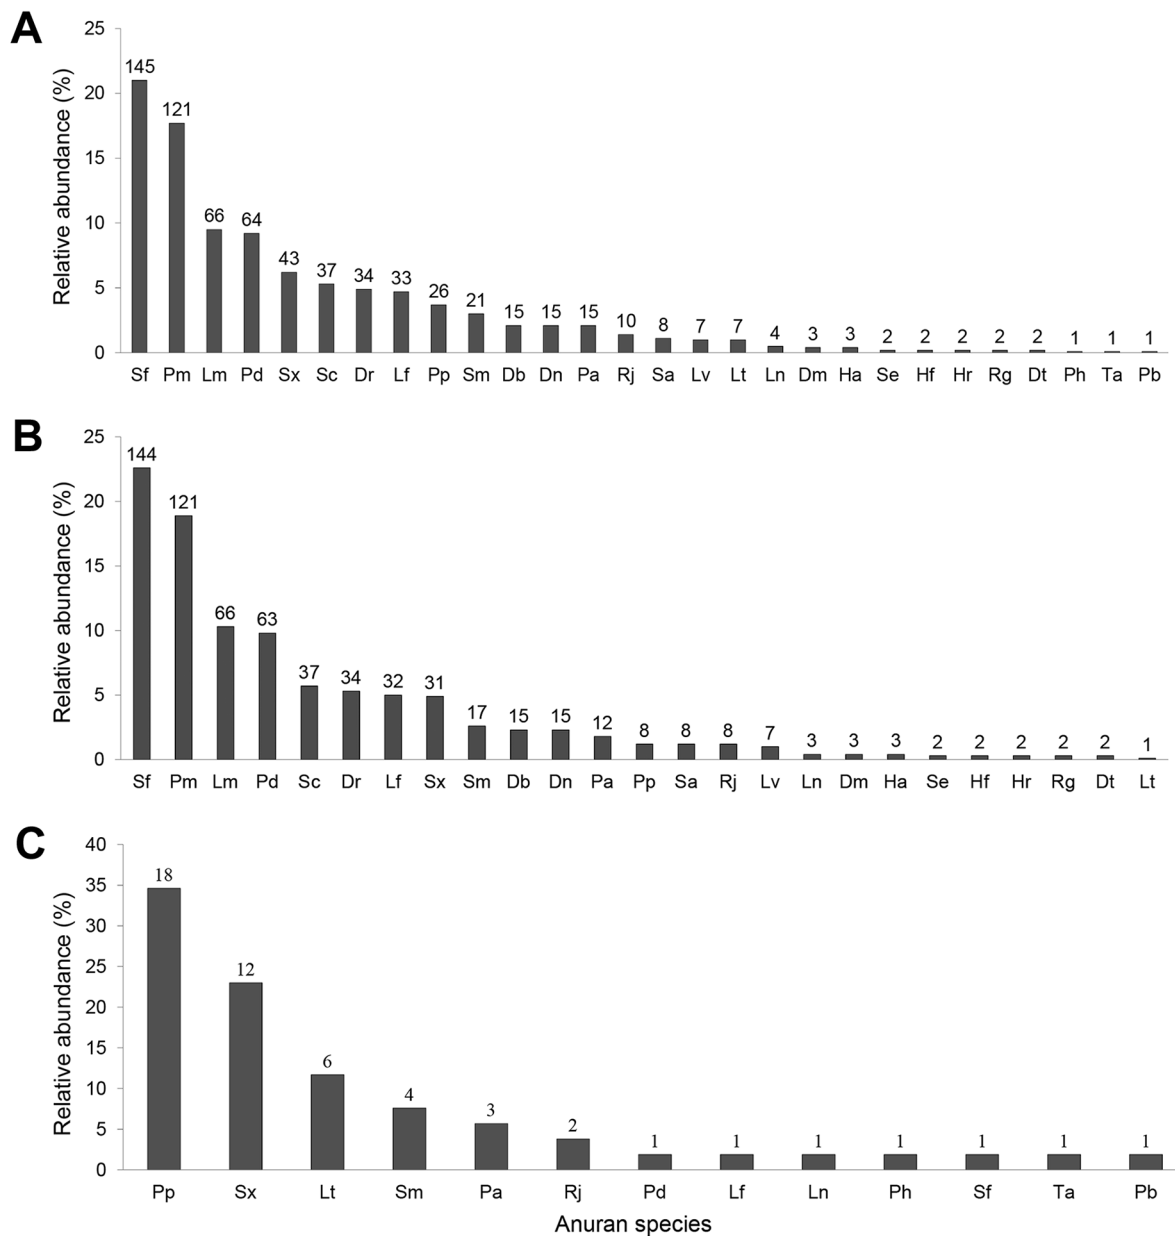 A
Relative abundance (%)
25
20
15
10
5
0
145 121 66 64 43 37 34 33 26 21 15 15 15 10 8 7 7 4 3 3 2 2 2 2 2 1 1 1
Sf Pm Lm Pd Sx Sc Dr Lf Pp Sm Db Dn Pa Rj Sa Lv Lt Ln Dm Ha Se Hf Hr Rg Dt Ph Ta Pb
B
Relative abundance (%)
25
20
15
10
5
0
144 121 66 63 37 34 32 31 17 15 15 12 8 8 8 7 3 3 3 2 2 2 2 2 1
Sf Pm Lm Pd Sc Dr Lf Sx Sm Db Dn Pa Pp Sa Rj Lv Ln Dm Ha Se Hf Hr Rg Dt Lt
C
Relative abundance (%)
40
35
30
25
20
15
10
5
0
18 12 6 4 3 2 1 1 1 1 1 1 1
Pp Sx Lt Sm Pa Rj Pd Lf Ln Ph Sf Ta Pb
Anuran species